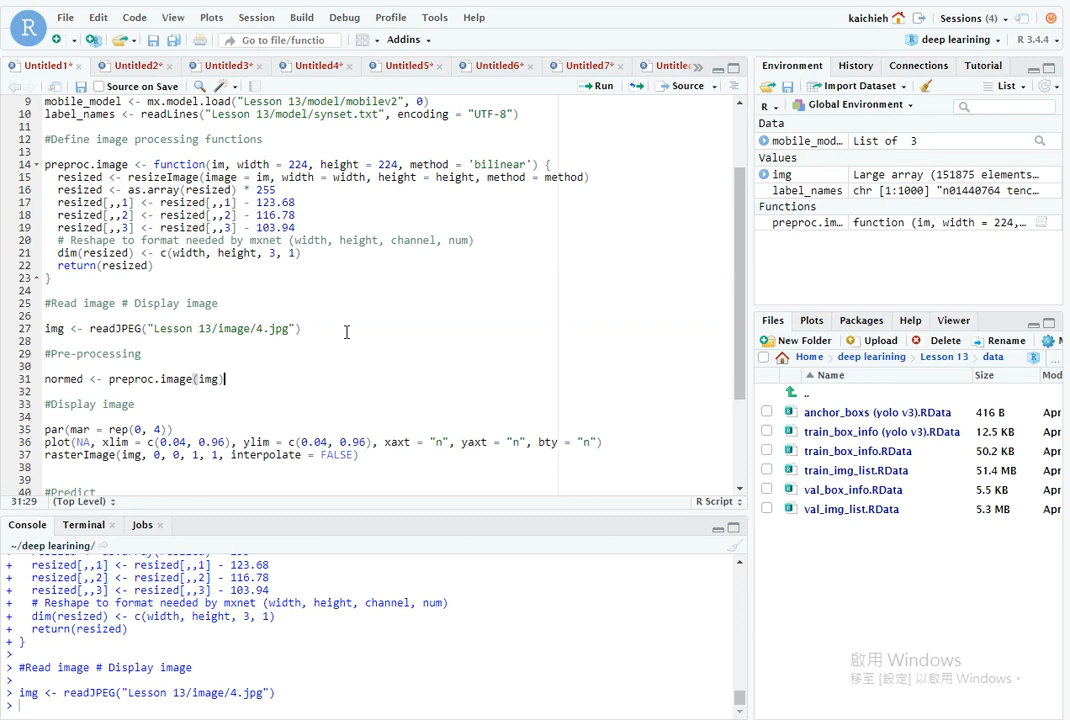 File Edit Code View Plots Session Build Debug Profile Tools Help
kaichieh Sessions (4)
Go to file/functio Addins
deep learining R 3.4.4
Untitled1* Untitled2* Untitled3* Untitled4* Untitled5* Untitled6* Untitled7* Untitle
Source on Save Run Source
9 mobile_model <- mx.model.load("Lesson 13/model/mobilev2", 0)
10 label_names <- readLines("Lesson 13/model/synset.txt", encoding = "UTF-8")
11
12 #Define image processing functions
13
14 preproc.image <- function(im, width = 224, height = 224, method = 'bilinear') {
15 resized <- resizeImage(image = im, width = width, height = height, method = method)
16 resized <- as.array(resized) * 255
17 resized[,,1] <- resized[,,1] - 123.68
18 resized[,,2] <- resized[,,2] - 116.78
19 resized[,,3] <- resized[,,3] - 103.94
20 # Reshape to format needed by mxnet (width, height, channel, num)
21 dim(resized) <- c(width, height, 3, 1)
22 return(resized)
23 }
24
25 #Read image # Display image
26
27 img <- readJPEG("Lesson 13/image/4.jpg")
28
29 #Pre-processing
30
31 normed <- preproc.image(img)
32
33 #Display image
34
35 par(mar = rep(0, 4))
36 plot(NA, xlim = c(0.04, 0.96), ylim = c(0.04, 0.96), xaxt = "n", yaxt = "n", bty = "n")
37 rasterImage(img, 0, 0, 1, 1, interpolate = FALSE)
38
39
40 #Predict
31:29 (Top Level) R Script
Console Terminal Jobs
~/deep learining/
+ resized[,,1] <- resized[,,1] - 123.68
+ resized[,,2] <- resized[,,2] - 116.78
+ resized[,,3] <- resized[,,3] - 103.94
+ # Reshape to format needed by mxnet (width, height, channel, num)
+ dim(resized) <- c(width, height, 3, 1)
+ return(resized)
+ }
>
> #Read image # Display image
>
> img <- readJPEG("Lesson 13/image/4.jpg")
>
Environment History Connections Tutorial
Import Dataset List
R Global Environment
Data
mobile_mod… List of 3
Values
img Large array (151875 elements…
label_names chr [1:1000] "n01440764 tenc…
Functions
preproc.im… function (im, width = 224,…
Files Plots Packages Help Viewer
New Folder Upload Delete Rename M
Home deep learining Lesson 13 data
Name Size Mod
..
anchor_boxs (yolo v3).RData 416 B Apr
train_box_info (yolo v3).RData 12.5 KB Apr
train_box_info.RData 50.2 KB Apr
train_img_list.RData 51.4 MB Apr
val_box_info.RData 5.5 KB Apr
val_img_list.RData 5.3 MB Apr
啟用 Windows
移至 [設定] 以啟用 Windows。